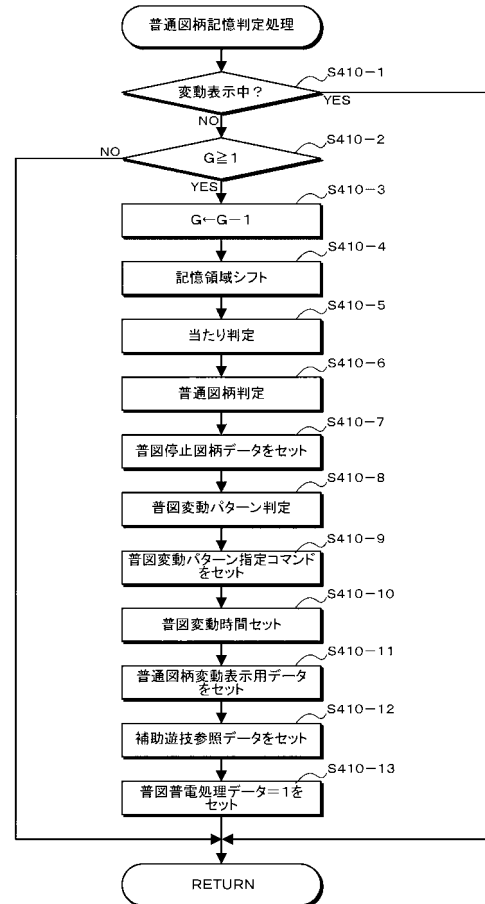 普通図柄記憶判定処理
S410-1
変動表示中？
YES
NO
S410-2
NO
G≧1
YES
S410-3
G←G-1
S410-4
記憶領域シフト
S410-5
当たり判定
S410-6
普通図柄判定
S410-7
普図停止図柄データをセット
S410-8
普図変動パターン判定
S410-9
普図変動パターン指定コマンド
をセット
S410-10
普図変動時間セット
S410-11
普通図柄変動表示用データ
をセット
S410-12
補助遊技参照データをセット
S410-13
普図普電処理データ=1を
セット
RETURN